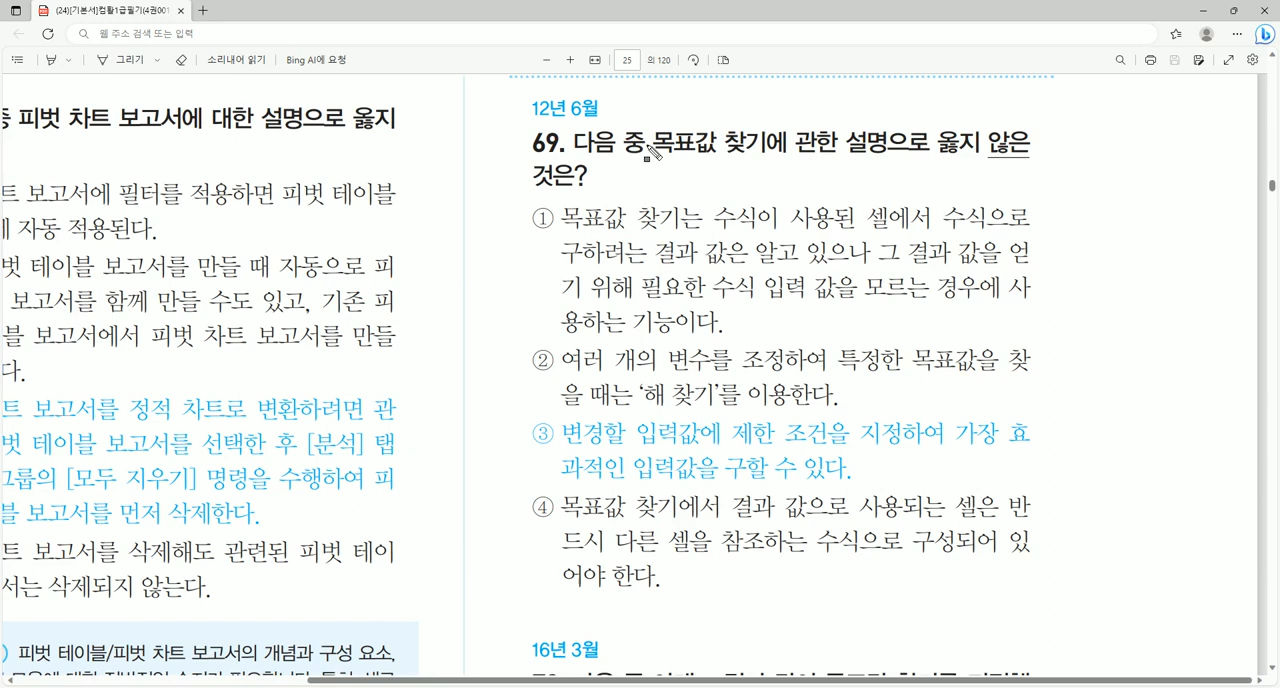 (24)[기본서]컴활1급필기(4권001
웹 주소 검색 또는 입력
그리기
소리내어 읽기
Bing AI에 요청
25
의 120
피벗 차트 보고서에 대한 설명으로 옳지
트 보고서에 필터를 적용하면 피벗 테이블
자동 적용된다.
벗 테이블 보고서를 만들 때 자동으로 피
보고서를 함께 만들 수도 있고, 기존 피
블 보고서에서 피벗 차트 보고서를 만들
다.
트 보고서를 정적 차트로 변환하려면 관
벗 테이블 보고서를 선택한 후 [분석] 탭
그룹의 [모두 지우기] 명령을 수행하여 피
블 보고서를 먼저 삭제한다.
트 보고서를 삭제해도 관련된 피벗 테이
서는 삭제되지 않는다.
) 피벗 테이블/피벗 차트 보고서의 개념과 구성 요소,
12년 6월
69. 다음 중 목표값 찾기에 관한 설명으로 옳지 않은
것은?
① 목표값 찾기는 수식이 사용된 셀에서 수식으로
구하려는 결과 값은 알고 있으나 그 결과 값을 얻
기 위해 필요한 수식 입력 값을 모르는 경우에 사
용하는 기능이다.
② 여러 개의 변수를 조정하여 특정한 목표값을 찾
을 때는 ‘해 찾기’를 이용한다.
③ 변경할 입력값에 제한 조건을 지정하여 가장 효
과적인 입력값을 구할 수 있다.
④ 목표값 찾기에서 결과 값으로 사용되는 셀은 반
드시 다른 셀을 참조하는 수식으로 구성되어 있
어야 한다.
16년 3월